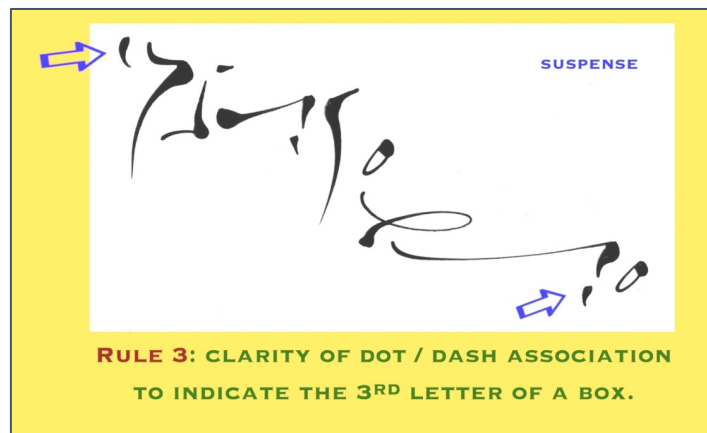 SUSPENSE
RULE 3: CLARITY OF DOT / DASH ASSOCIATION
TO INDICATE THE 3RD LETTER OF A BOX.